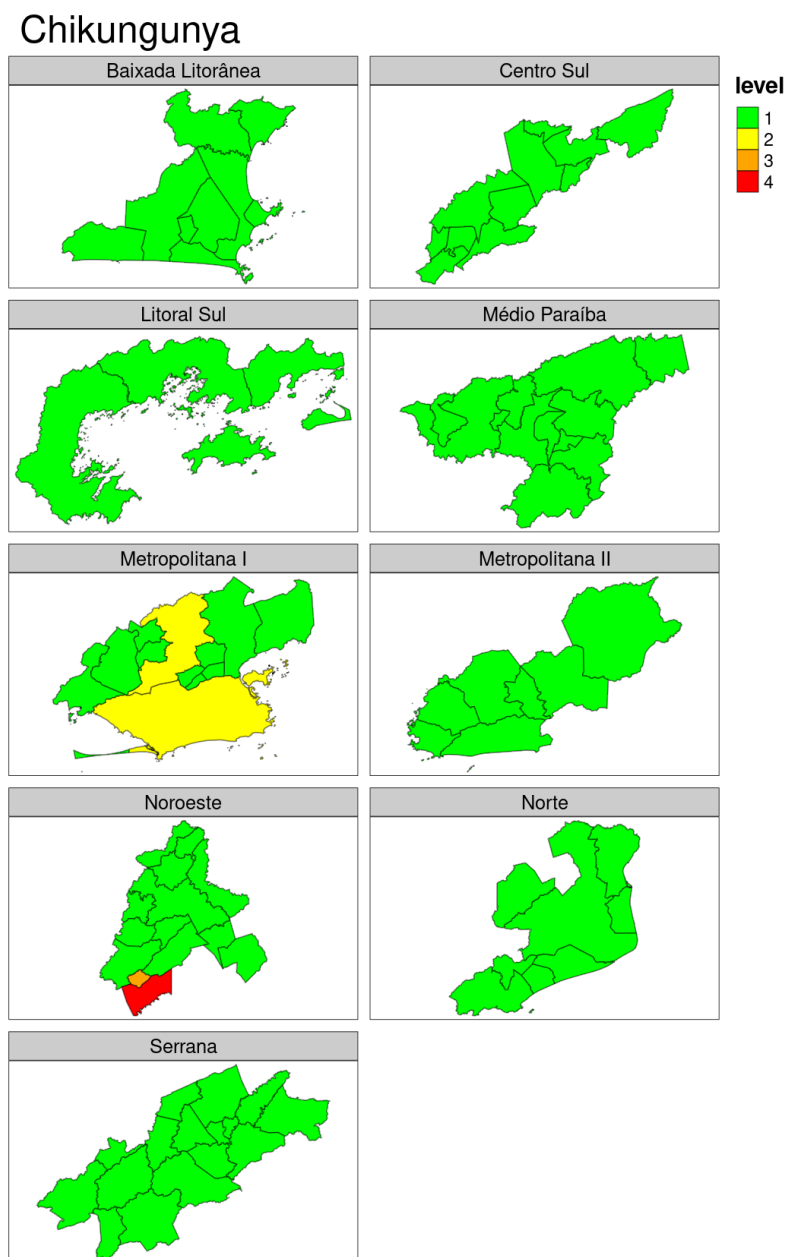 Chikungunya
Baixada Litorânea
Centro Sul
level
1
2
3
4
Litoral Sul
Médio Paraíba
Metropolitana I
Metropolitana II
Noroeste
Norte
Serrana